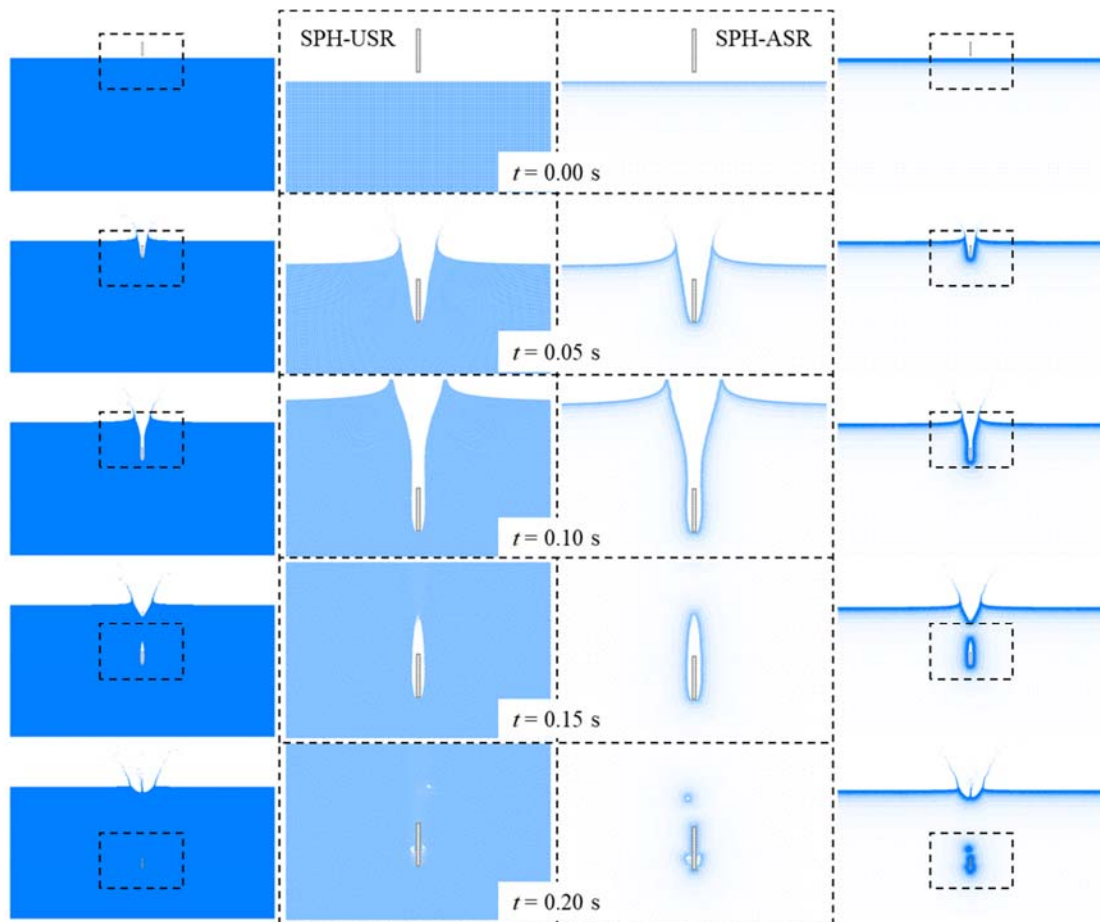 SPH-USR
SPH-ASR
t = 0.00 s
t = 0.05 s
t = 0.10 s
t = 0.15 s
t = 0.20 s